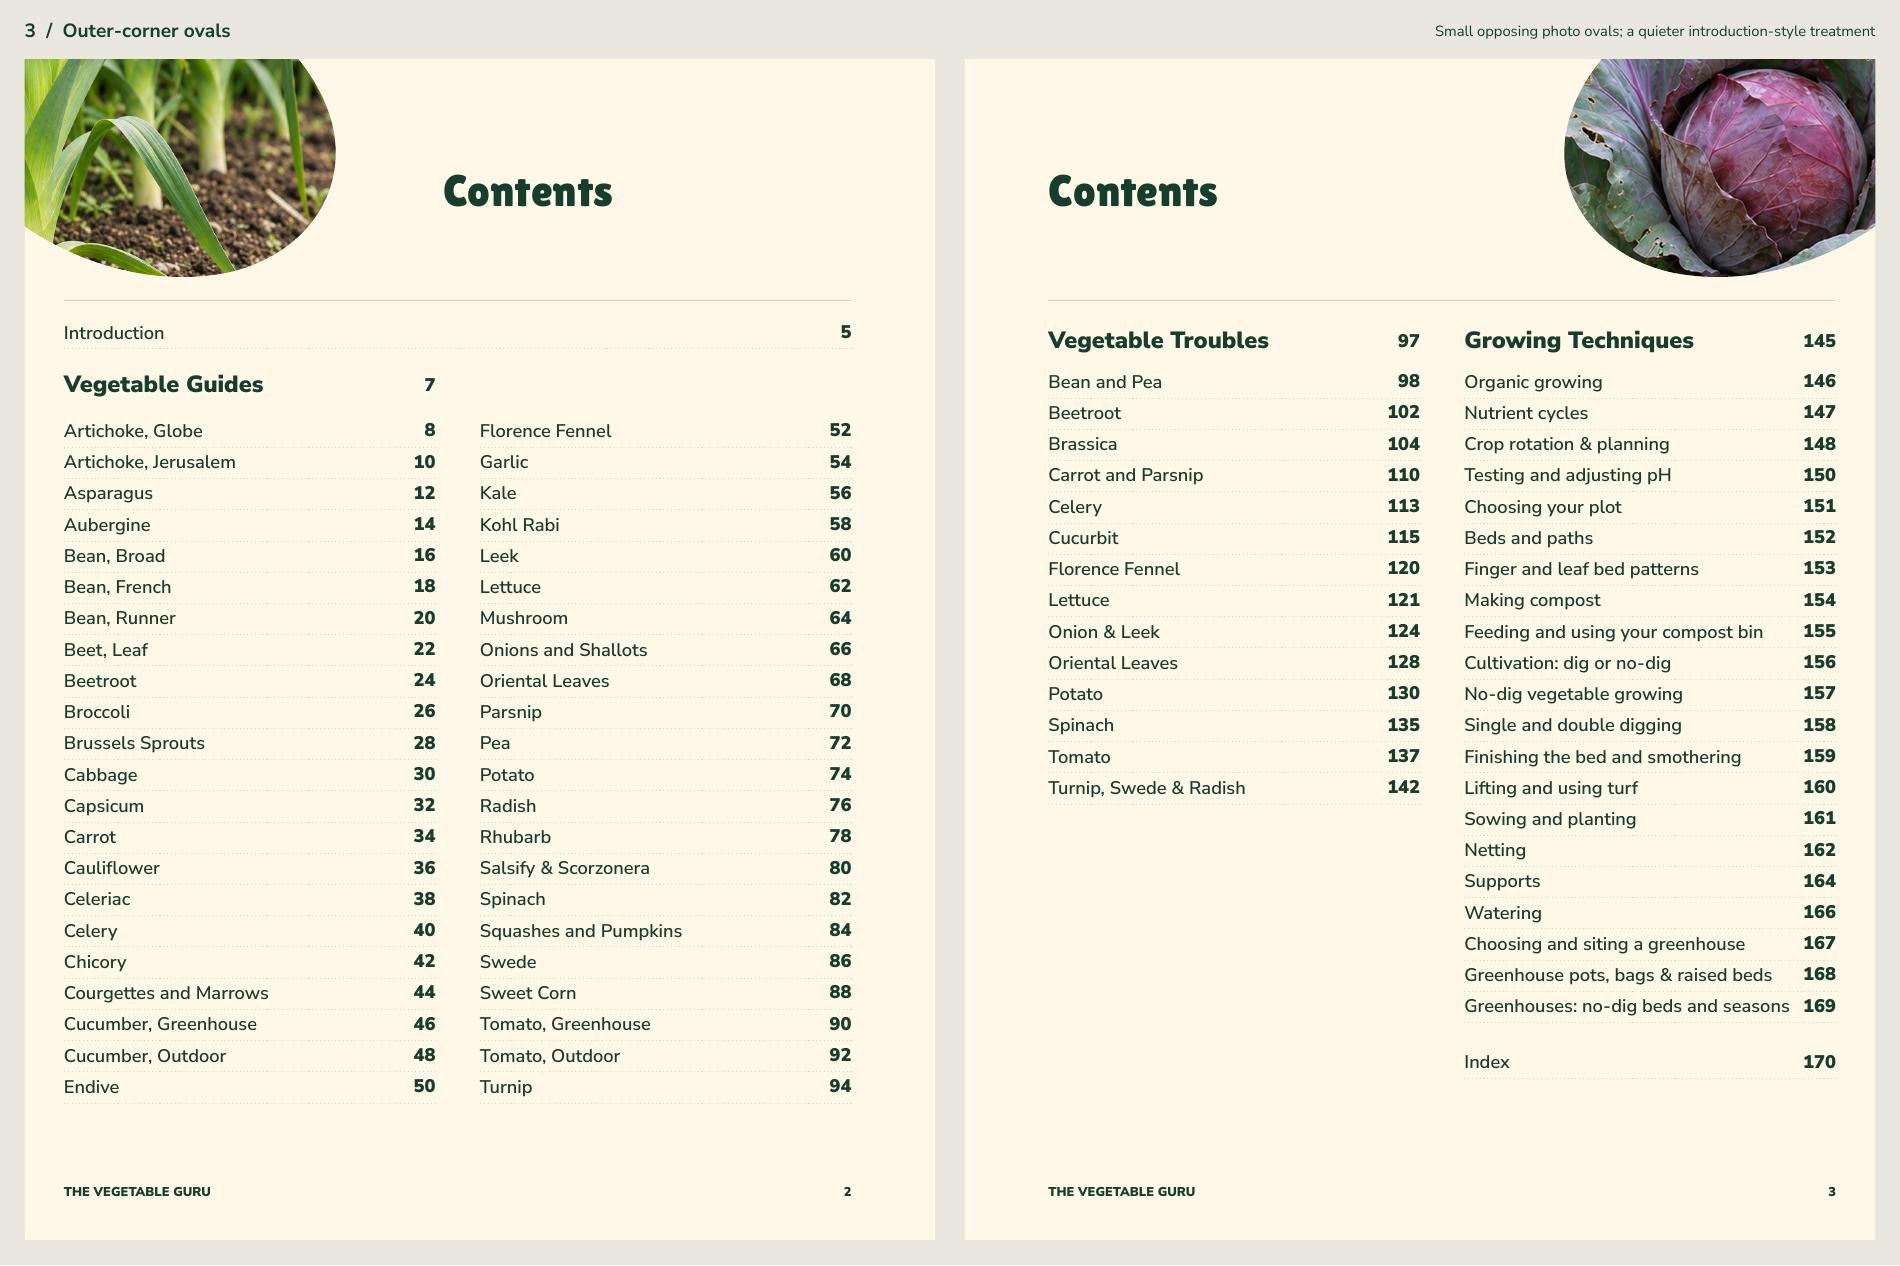 3 / Outer-corner ovals
Small opposing photo ovals; a quieter introduction-style treatment
Contents
Introduction 5
Vegetable Guides 7
Artichoke, Globe 8
Artichoke, Jerusalem 10
Asparagus 12
Aubergine 14
Bean, Broad 16
Bean, French 18
Bean, Runner 20
Beet, Leaf 22
Beetroot 24
Broccoli 26
Brussels Sprouts 28
Cabbage 30
Capsicum 32
Carrot 34
Cauliflower 36
Celeriac 38
Celery 40
Chicory 42
Courgettes and Marrows 44
Cucumber, Greenhouse 46
Cucumber, Outdoor 48
Endive 50
Florence Fennel 52
Garlic 54
Kale 56
Kohl Rabi 58
Leek 60
Lettuce 62
Mushroom 64
Onions and Shallots 66
Oriental Leaves 68
Parsnip 70
Pea 72
Potato 74
Radish 76
Rhubarb 78
Salsify & Scorzonera 80
Spinach 82
Squashes and Pumpkins 84
Swede 86
Sweet Corn 88
Tomato, Greenhouse 90
Tomato, Outdoor 92
Turnip 94
THE VEGETABLE GURU 2
Contents
Vegetable Troubles 97
Bean and Pea 98
Beetroot 102
Brassica 104
Carrot and Parsnip 110
Celery 113
Cucurbit 115
Florence Fennel 120
Lettuce 121
Onion & Leek 124
Oriental Leaves 128
Potato 130
Spinach 135
Tomato 137
Turnip, Swede & Radish 142
Growing Techniques 145
Organic growing 146
Nutrient cycles 147
Crop rotation & planning 148
Testing and adjusting pH 150
Choosing your plot 151
Beds and paths 152
Finger and leaf bed patterns 153
Making compost 154
Feeding and using your compost bin 155
Cultivation: dig or no-dig 156
No-dig vegetable growing 157
Single and double digging 158
Finishing the bed and smothering 159
Lifting and using turf 160
Sowing and planting 161
Netting 162
Supports 164
Watering 166
Choosing and siting a greenhouse 167
Greenhouse pots, bags & raised beds 168
Greenhouses: no-dig beds and seasons 169
Index 170
THE VEGETABLE GURU 3